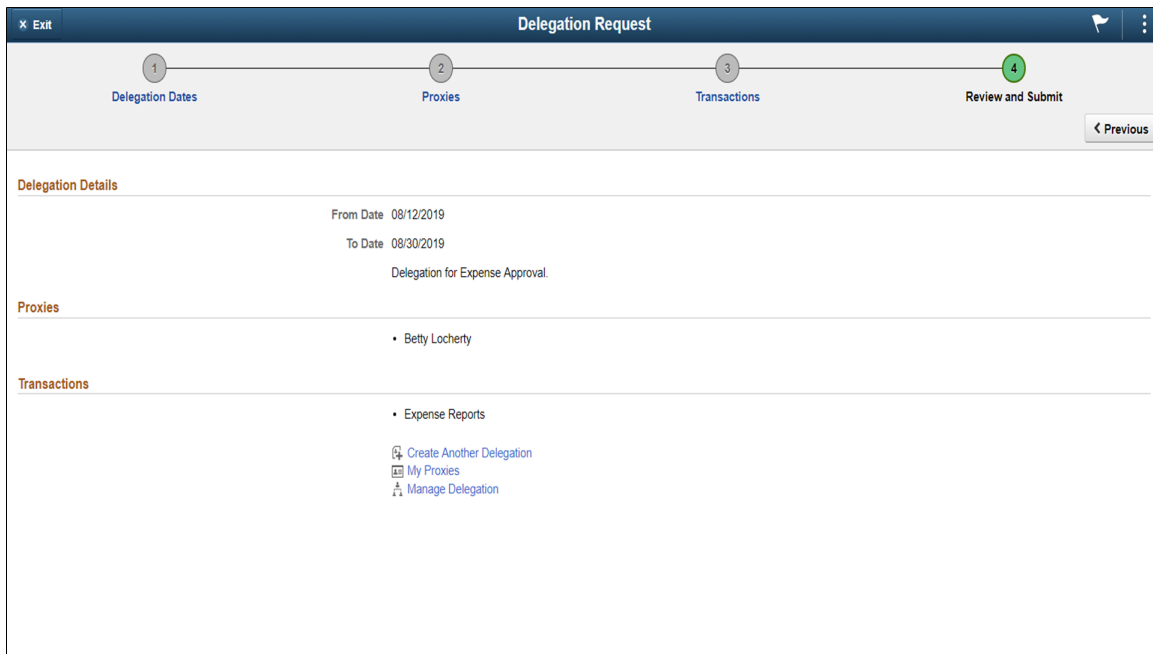 × Exit
Delegation Request
1
2
3
4
Delegation Dates
Proxies
Transactions
Review and Submit
< Previous
Delegation Details
From Date 08/12/2019
To Date 08/30/2019
Delegation for Expense Approval.
Proxies
• Betty Locherty
Transactions
• Expense Reports
Create Another Delegation
My Proxies
Manage Delegation